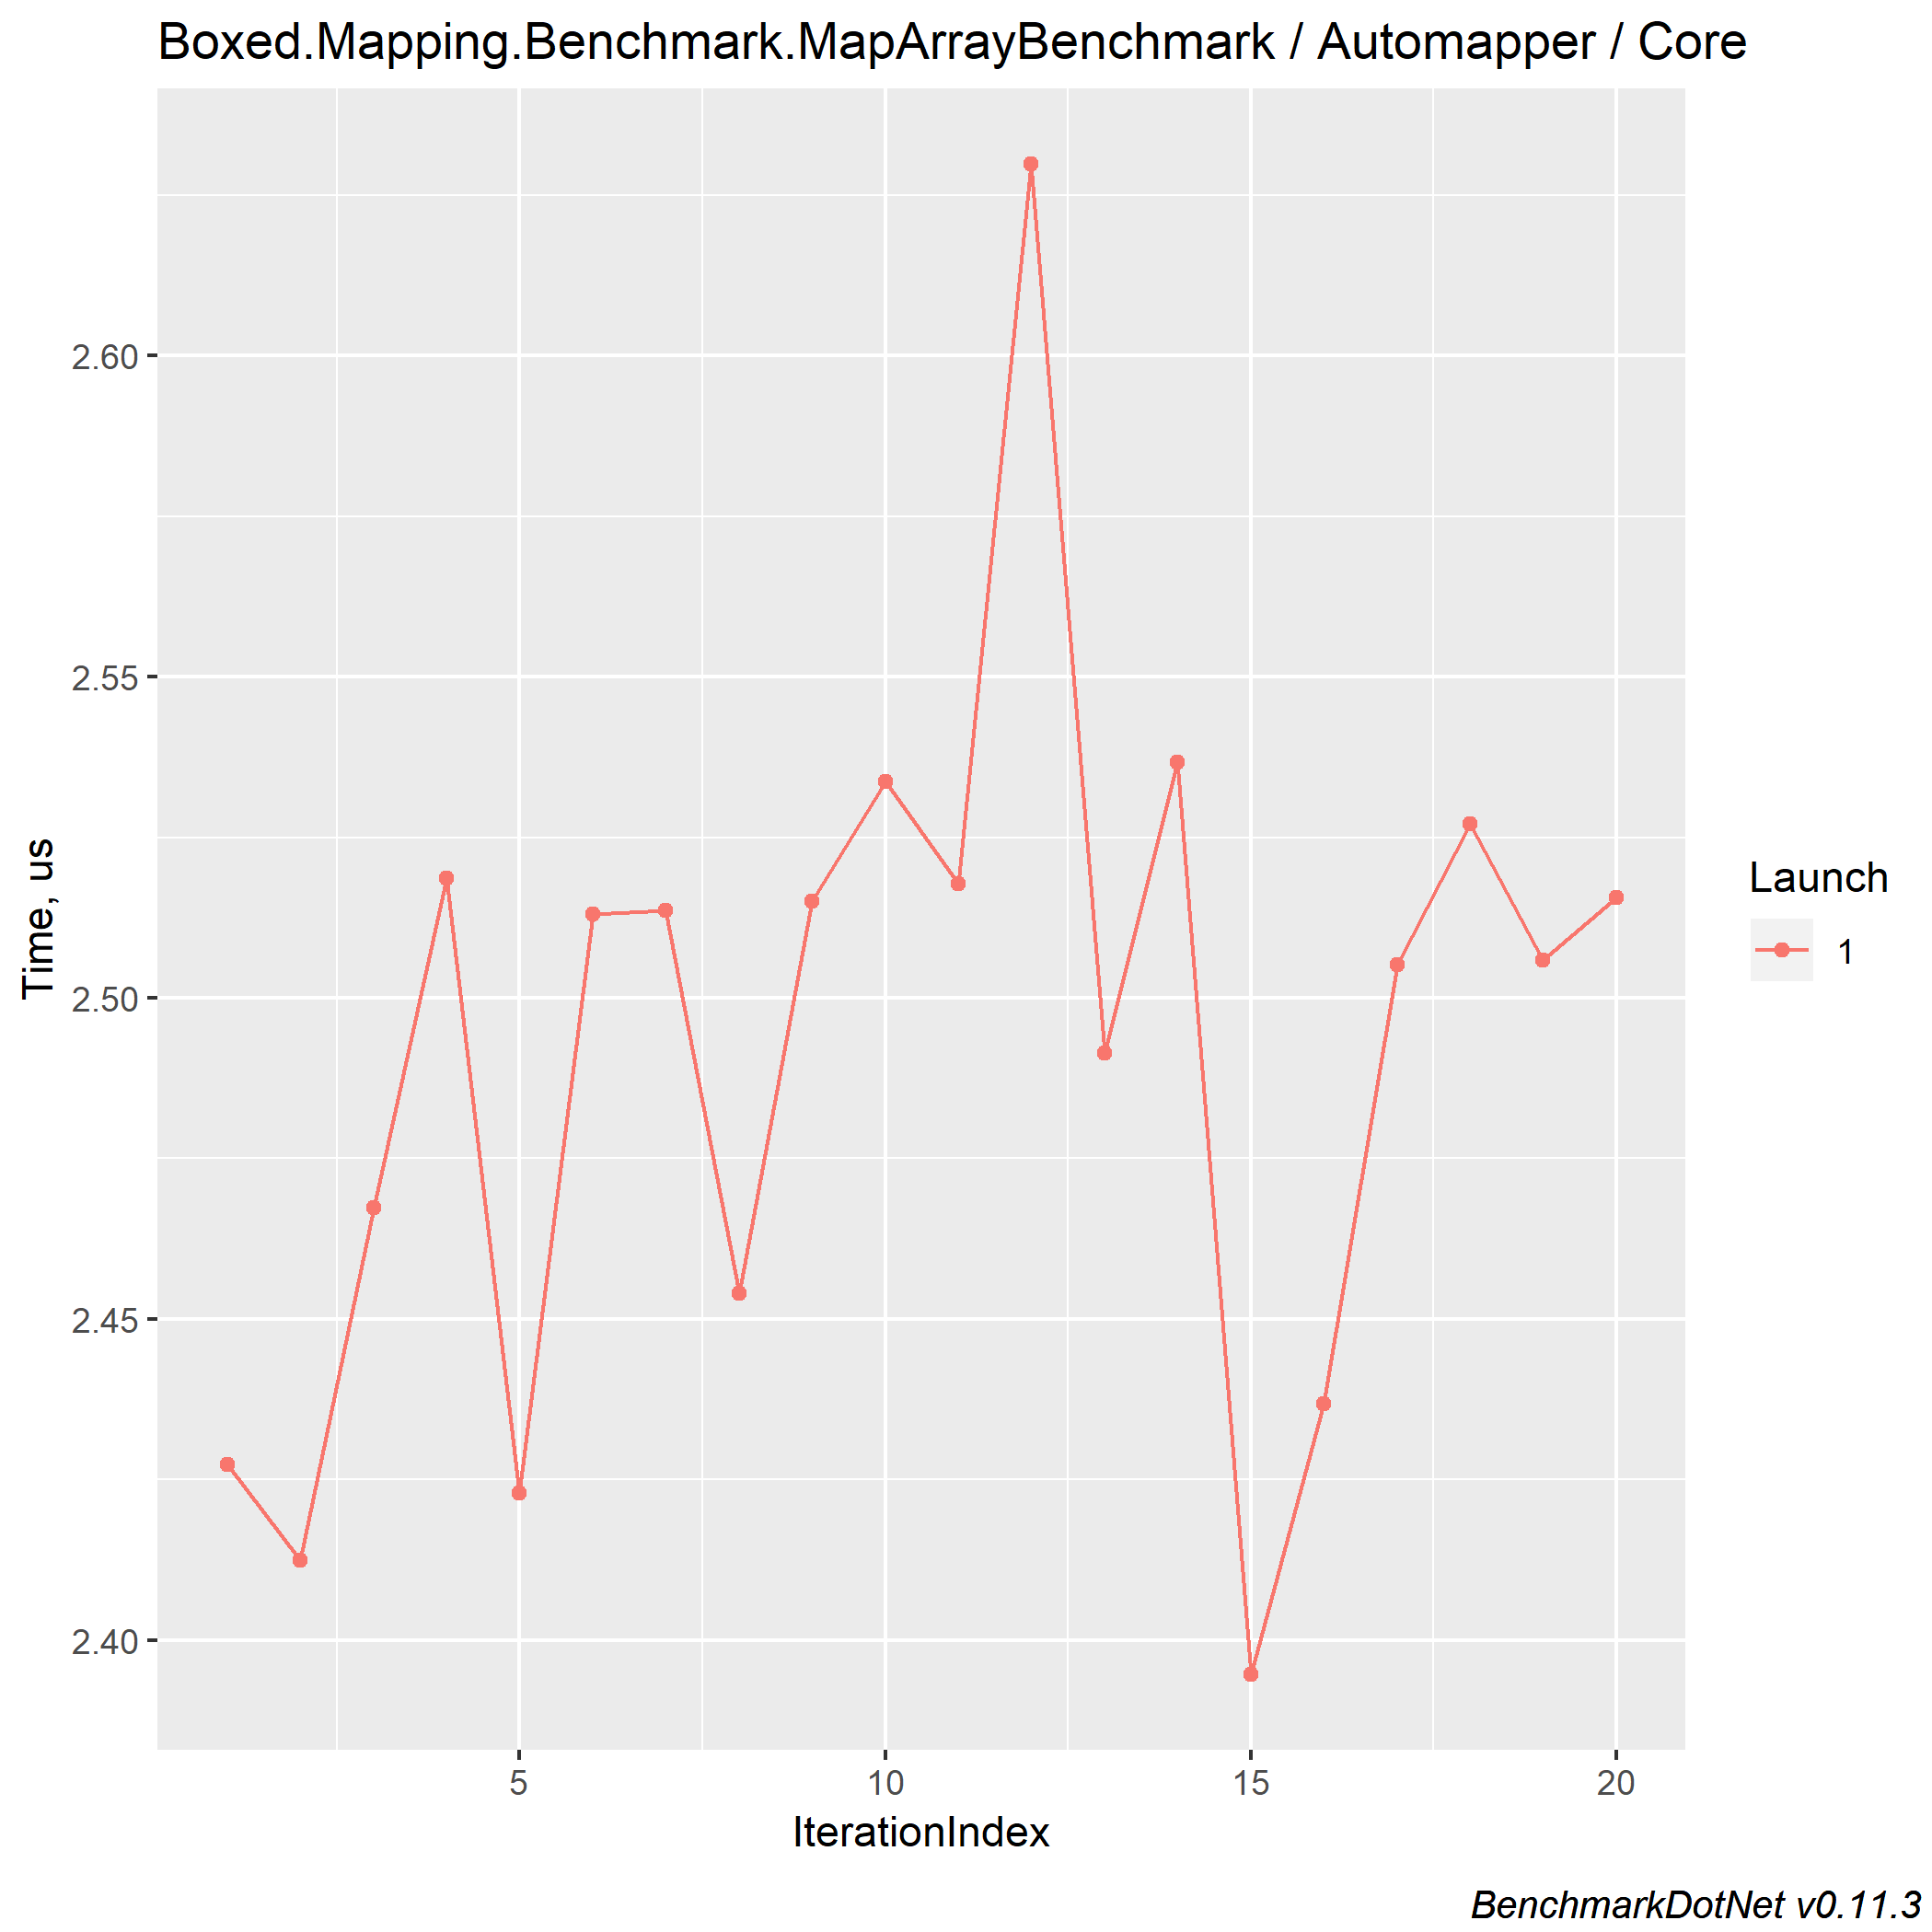 Boxed.Mapping.Benchmark.MapArrayBenchmark / Automapper / Core
Time, us
2.60
2.55
2.50
2.45
2.40
5 10 15 20
IterationIndex
Launch
1
BenchmarkDotNet v0.11.3